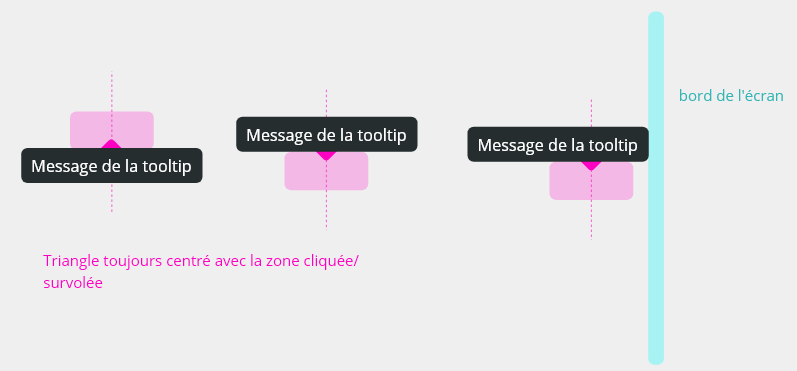 bord de l'écran
Message de la tooltip
Message de la tooltip
Message de la tooltip
Triangle toujours centré avec la zone cliquée/
survolée